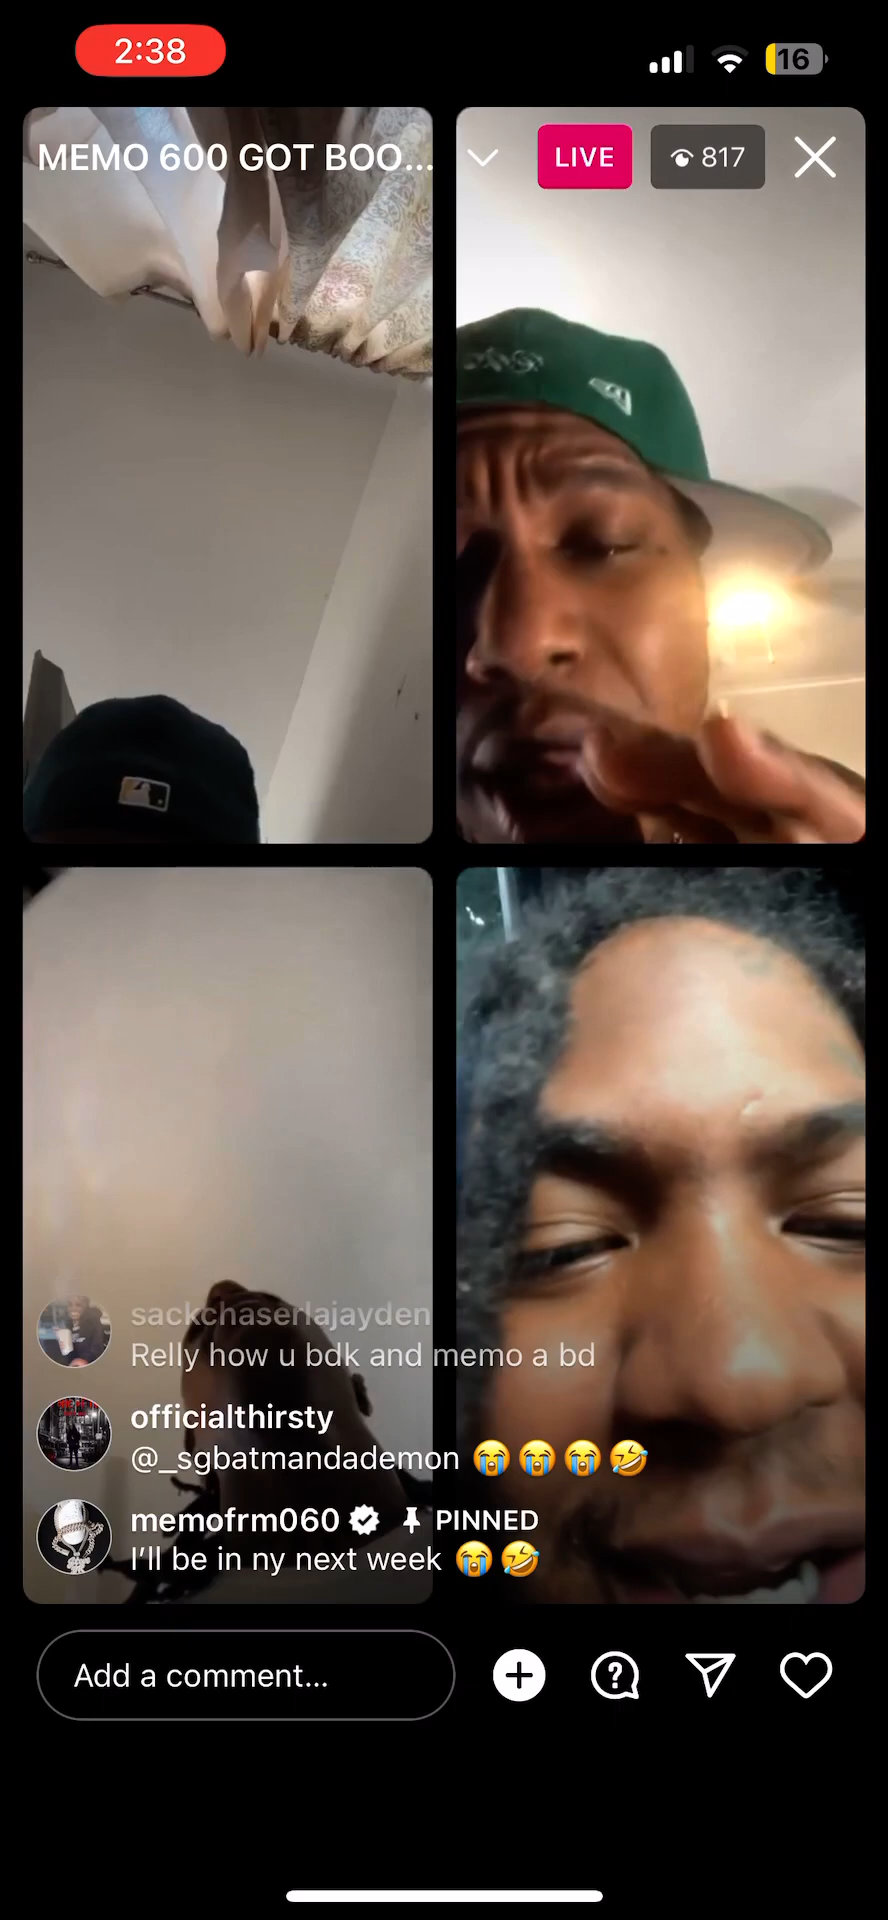 2:38
16
MEMO 600 GOT BOO...
LIVE
817
sackchaserlajayden
Relly how u bdk and memo a bd
officialthirsty
@_sgbatmandademon 😭😭😭🤣
memofrm060 PINNED
I'll be in ny next week 😭🤣
Add a comment...